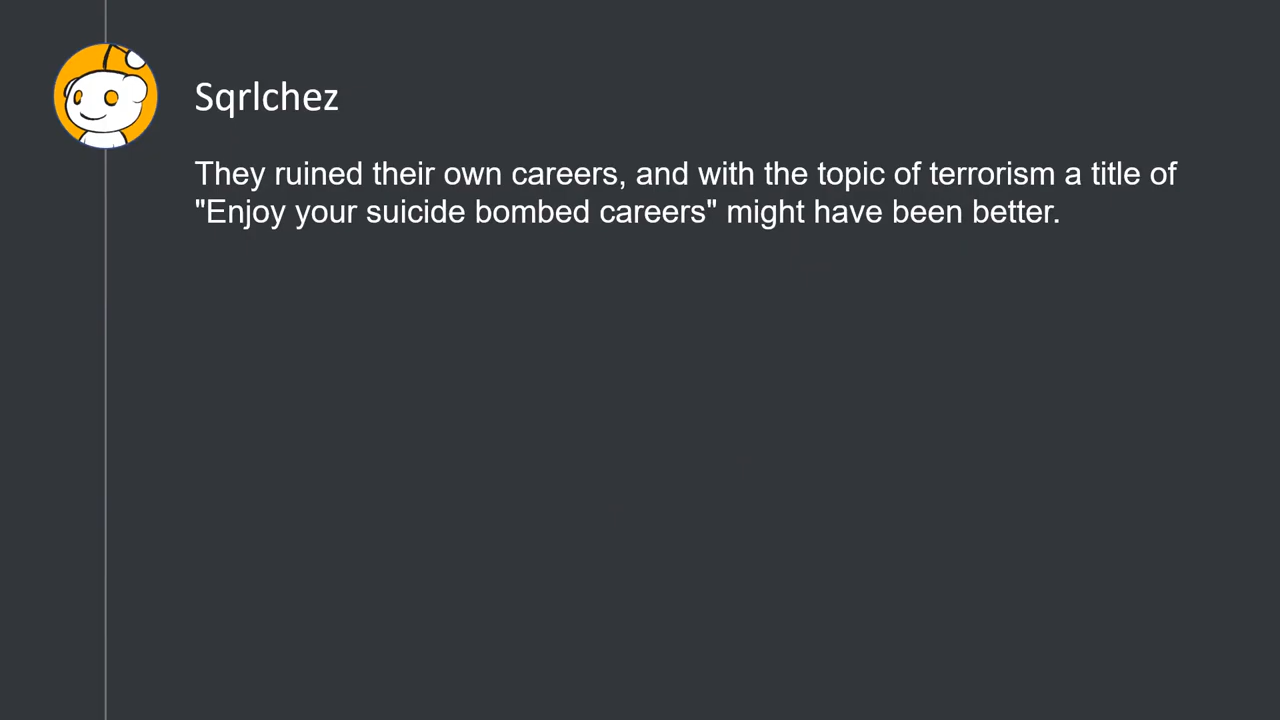 Sqrlchez
They ruined their own careers, and with the topic of terrorism a title of
"Enjoy your suicide bombed careers" might have been better.